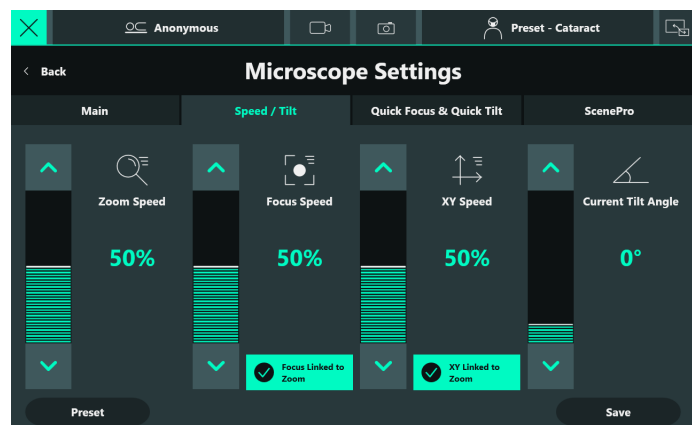 Anonymous
Preset - Cataract
Back
Microscope Settings
Main
Speed / Tilt
Quick Focus & Quick Tilt
ScenePro
Zoom Speed
Focus Speed
XY Speed
Current Tilt Angle
50%
50%
50%
0°
Focus Linked to
Zoom
XY Linked to
Zoom
Preset
Save